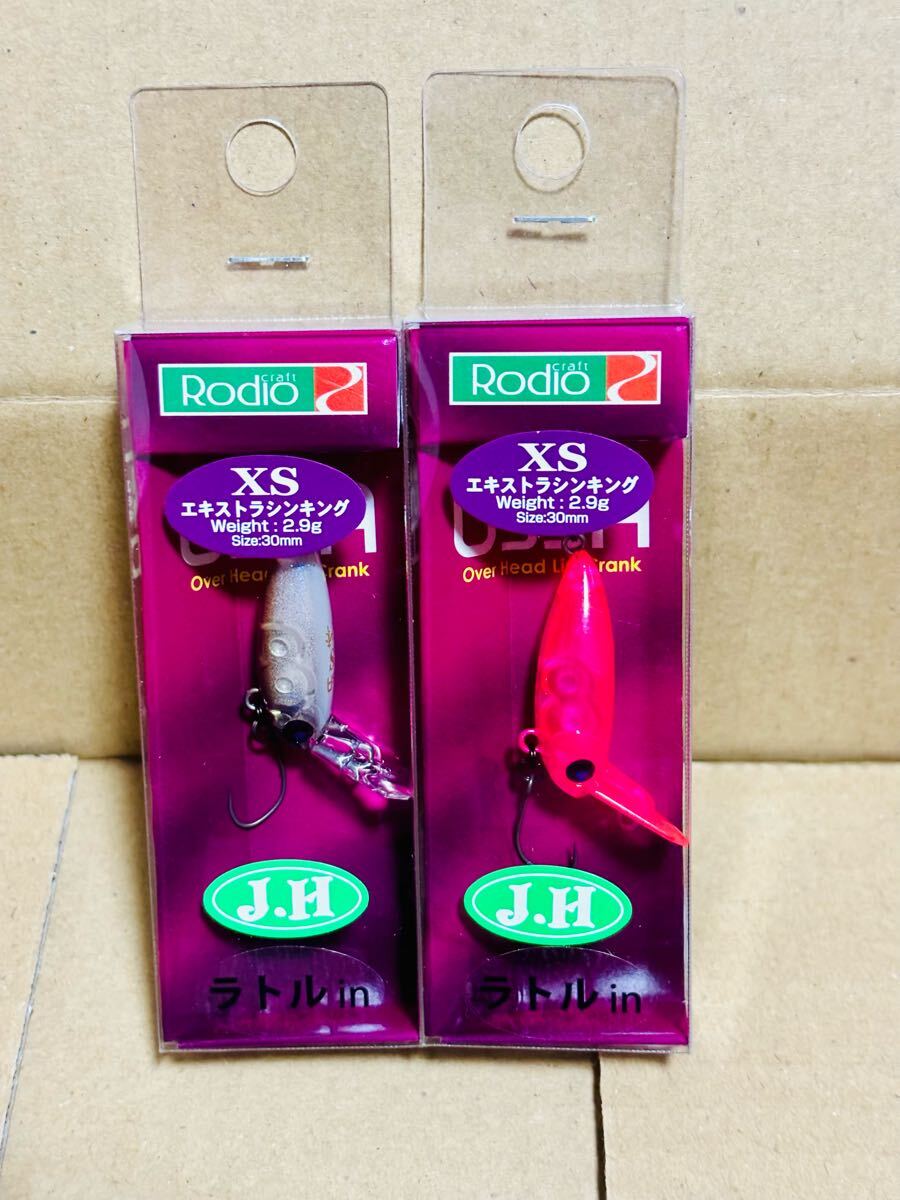 Rodio craft
XS
エキストラシンキング
Weight : 2.9g
Size:30mm
Over Head Crank
J.H
ラトル in
Rodio craft
XS
エキストラシンキング
Weight : 2.9g
Size:30mm
Over Head Crank
J.H
ラトル in